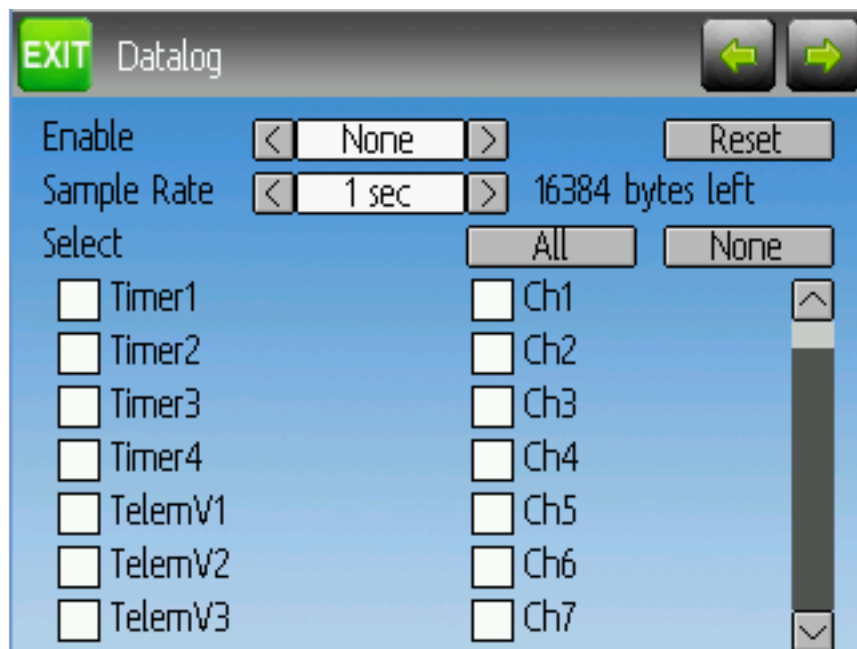 EXIT Datalog
Enable < None > Reset
Sample Rate < 1 sec > 16384 bytes left
Select All None
Timer1 Ch1
Timer2 Ch2
Timer3 Ch3
Timer4 Ch4
TelemV1 Ch5
TelemV2 Ch6
TelemV3 Ch7